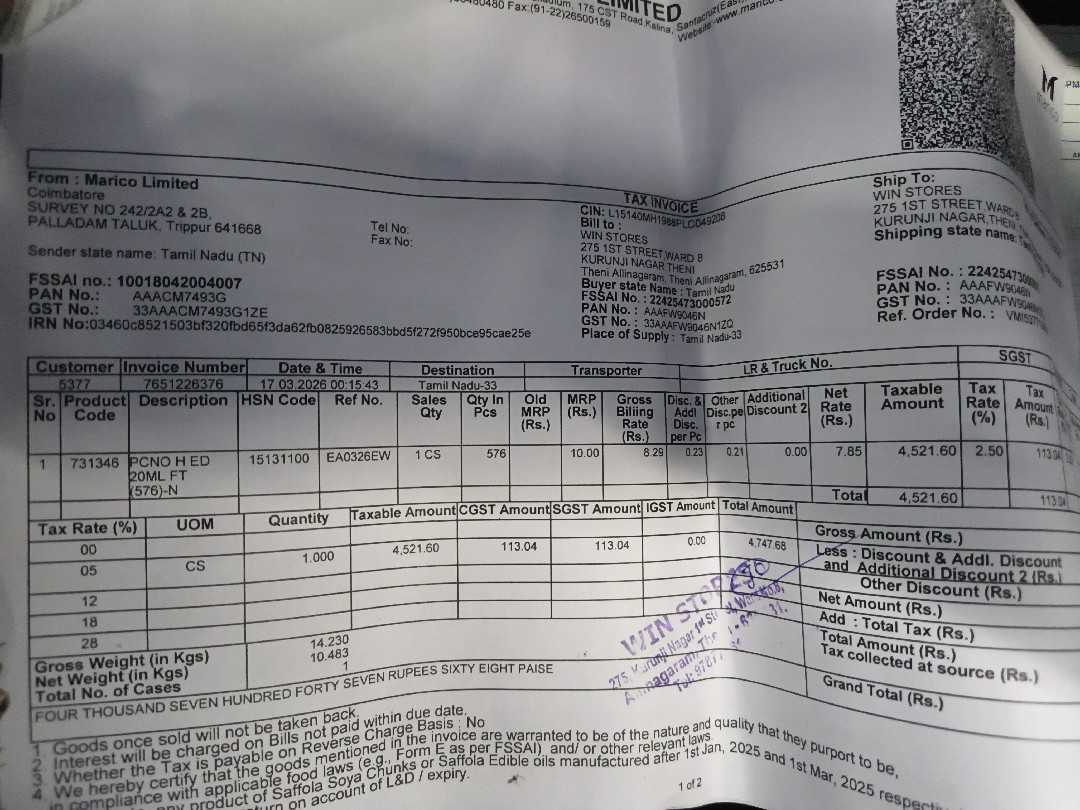 LIMITED
175 CST Road, Kalina, Santacruz(Eas
480 Fax:(91-22)26500159
Website:www.marico.
From : Marico Limited
Coimbatore
SURVEY NO 242/2A2 & 2B,
PALLADAM TALUK, Trippur 641668
Tel No:
Fax No:
Sender state name: Tamil Nadu (TN)
FSSAI no.: 10018042004007
PAN No.: AAACM7493G
GST No.: 33AAACM7493G1ZE
IRN No:03460c8521503bf320fbd65f3da62fb0825926583bbd5f272f950bce95cae25e
TAX INVOICE
CIN: L15140MH1988PLC049208
Bill to :
WIN STORES
275 1ST STREET,WARD 8
KURUNJI NAGAR,THENI
Theni Allinagaram, Theni Allinagaram, 625531
Buyer state Name : Tamil Nadu
FSSAI No. : 22425473000572
PAN No. : AAAFW9046N
GST No. : 33AAAFW9046N1ZQ
Place of Supply : Tamil Nadu-33
Ship To:
WIN STORES
275 1ST STREET,WARD 8
KURUNJI NAGAR,THEN
Shipping state name:
FSSAI No. : 22425473000
PAN No. : AAAFW9046N
GST No. : 33AAAFW9046N
Ref. Order No. :
Customer Invoice Number Date & Time Destination Transporter LR & Truck No. SGST
5377 7651226376 17.03.2026 00:15:43 Tamil Nadu-33
Sr. No Product Code Description HSN Code Ref No. Sales Qty Qty In Pcs Old MRP (Rs.) MRP (Rs.) Gross Billing Rate (Rs.) Disc. & Addl Disc. per Pc Other Disc.pe r pc Additional Discount 2 Net Rate (Rs.) Taxable Amount Tax Rate (%) Tax Amount (Rs.)
1 731346 PCNO H ED 20ML FT (576)-N 15131100 EA0326EW 1 CS 576 10.00 8.29 0.23 0.21 0.00 7.85 4,521.60 2.50 113.04
Total 4,521.60 113.04
Tax Rate (%) UOM Quantity Taxable Amount CGST Amount SGST Amount IGST Amount Total Amount
00
05 CS 1.000 4,521.60 113.04 113.04 0.00 4,747.68
12
18
28
Gross Weight (in Kgs) 14.230
Net Weight (in Kgs) 10.483
Total No. of Cases 1
Gross Amount (Rs.)
Less : Discount & Addl. Discount
and Additional Discount 2 (Rs.)
Other Discount (Rs.)
Net Amount (Rs.)
Add : Total Tax (Rs.)
Total Amount (Rs.)
Tax collected at source (Rs.)
Grand Total (Rs.)
WIN STOR
275, Kurunji Nagar 1st St
FOUR THOUSAND SEVEN HUNDRED FORTY SEVEN RUPEES SIXTY EIGHT PAISE
1 Goods once sold will not be taken back.
2. Interest will be charged on Bills not paid within due date.
3. Whether the Tax is payable on Reverse Charge Basis : No
4. We hereby certify that the goods mentioned in the invoice are warranted to be of the nature and quality that they purport to be,
in compliance with applicable food laws (e.g., Form E as per FSSAI) and/ or other relevant laws.
any product of Saffola Soya Chunks or Saffola Edible oils manufactured after 1st Jan, 2025 and 1st Mar, 2025 respect
on account of L&D / expiry.
1 of 2